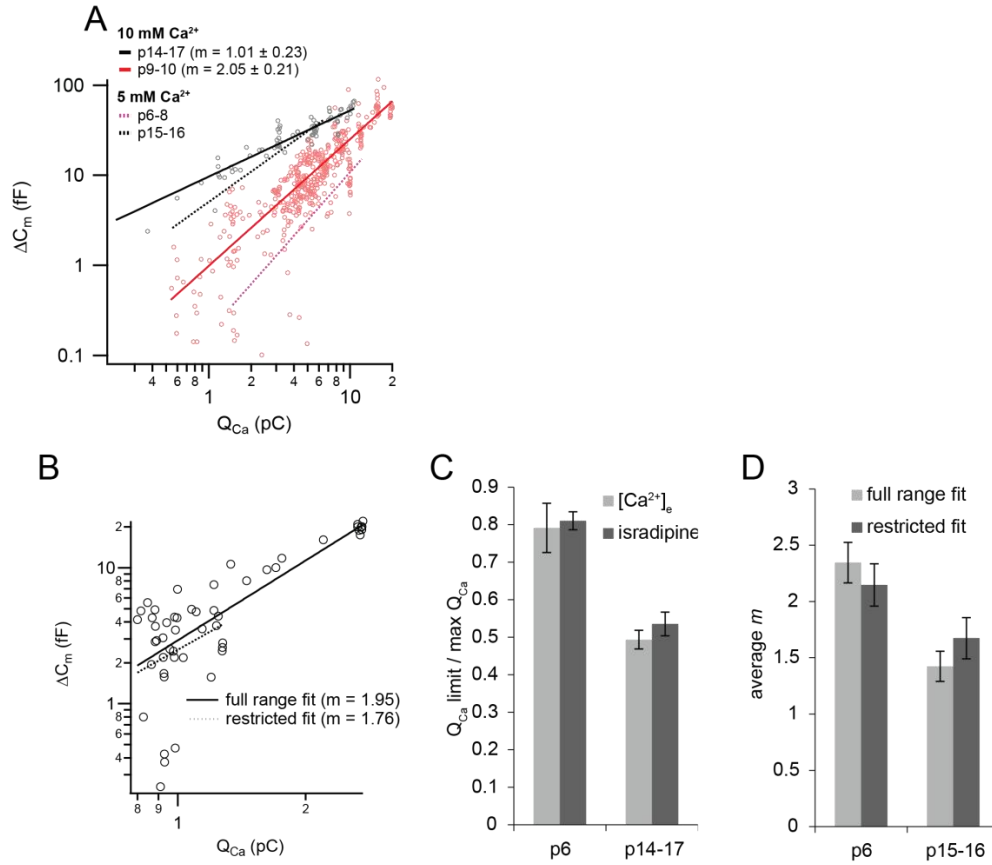 A
10 mM Ca²⁺
p14-17 (m = 1.01 ± 0.23)
p9-10 (m = 2.05 ± 0.21)
5 mM Ca²⁺
p6-8
p15-16
100
10
1
0.1
ΔCm (fF)
4 6 8 1 2 4 6 8 10 2
QCa (pC)
B
2
10
8
6
4
2
1
8
6
4
ΔCm (fF)
full range fit (m = 1.95)
restricted fit (m = 1.76)
8 9 1 2
QCa (pC)
C
[Ca²⁺]e
isradipine
0.9
0.8
0.7
0.6
0.5
0.4
0.3
0.2
0.1
0
QCa limit / max QCa
p6 p14-17
D
full range fit
restricted fit
3
2.5
2
1.5
1
0.5
0
average m
p6 p15-16